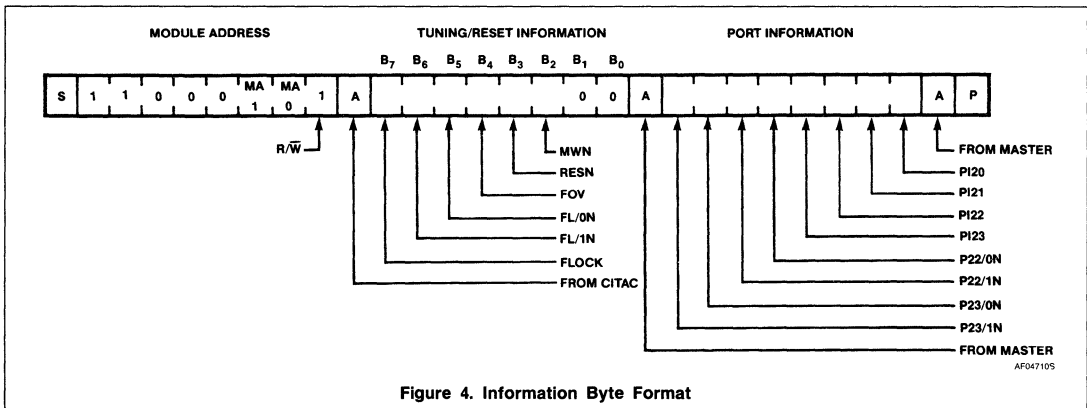 MODULE ADDRESS TUNING/RESET INFORMATION PORT INFORMATION
B7 B6 B5 B4 B3 B2 B1 B0
S 1 1 0 0 0 MA 1 MA 0 1 A 0 0 A A P
R/W̅
MWN
RESN
FOV
FL/0N
FL/1N
FLOCK
FROM CITAC
FROM MASTER
PI20
PI21
PI22
PI23
P22/0N
P22/1N
P23/0N
P23/1N
FROM MASTER
AF04710S
Figure 4. Information Byte Format